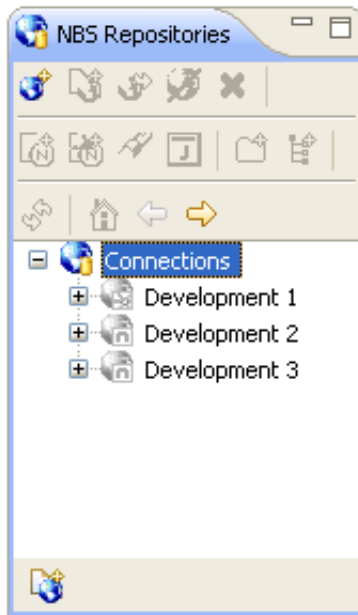 NBS Repositories
N N J
Connections
Development 1
Development 2
Development 3